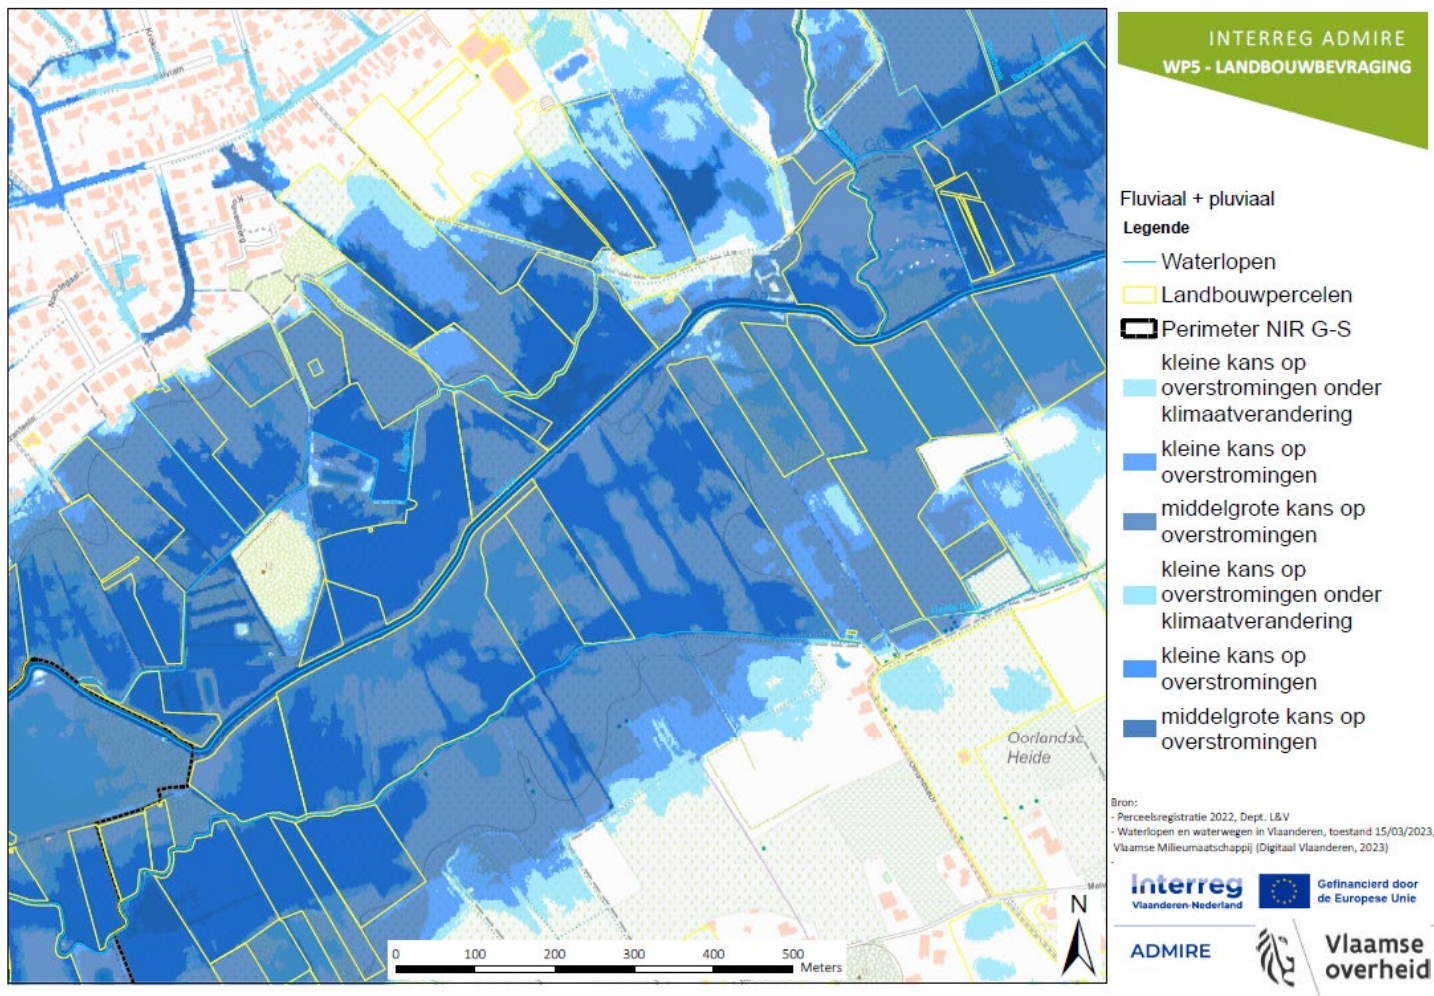 INTERREG ADMIRE
WP5 - LANDBOUWBEVRAGING
Fluviaal + pluviaal
Legende
Waterlopen
Landbouwpercelen
Perimeter NIR G-S
kleine kans op
overstromingen onder
klimaatverandering
kleine kans op
overstromingen
middelgrote kans op
overstromingen
kleine kans op
overstromingen onder
klimaatverandering
kleine kans op
overstromingen
middelgrote kans op
overstromingen
Oorlandse
Heide
0 100 200 300 400 500
Meters
N
Bron:
- Perceelsregistratie 2022, Dept. L&V
- Waterlopen en waterwegen in Vlaanderen, toestand 15/03/2023,
Vlaamse Milieumaatschappij (Digitaal Vlaanderen, 2023)
-
Interreg
Vlaanderen-Nederland
Gefinancierd door
de Europese Unie
ADMIRE
Vlaamse
overheid